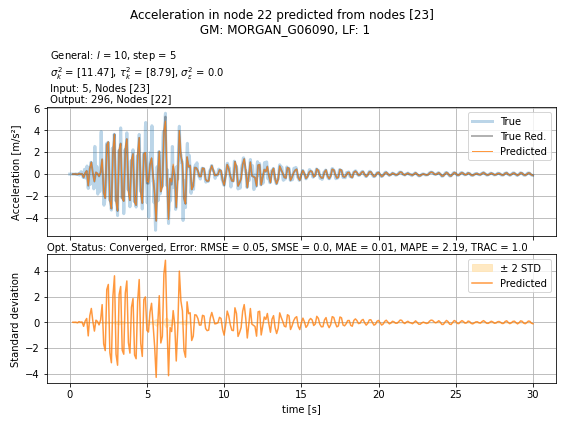 Acceleration in node 22 predicted from nodes [23]
GM: MORGAN_G06090, LF: 1
General: l = 10, step = 5
σ²ₖ = [11.47], τ²ₖ = [8.79], σ²ε = 0.0
Input: 5, Nodes [23]
Output: 296, Nodes [22]
Acceleration [m/s²]
6
4
2
0
−2
−4
True
True Red.
Predicted
Opt. Status: Converged, Error: RMSE = 0.05, SMSE = 0.0, MAE = 0.01, MAPE = 2.19, TRAC = 1.0
Standard deviation
4
2
0
−2
−4
± 2 STD
Predicted
0 5 10 15 20 25 30
time [s]